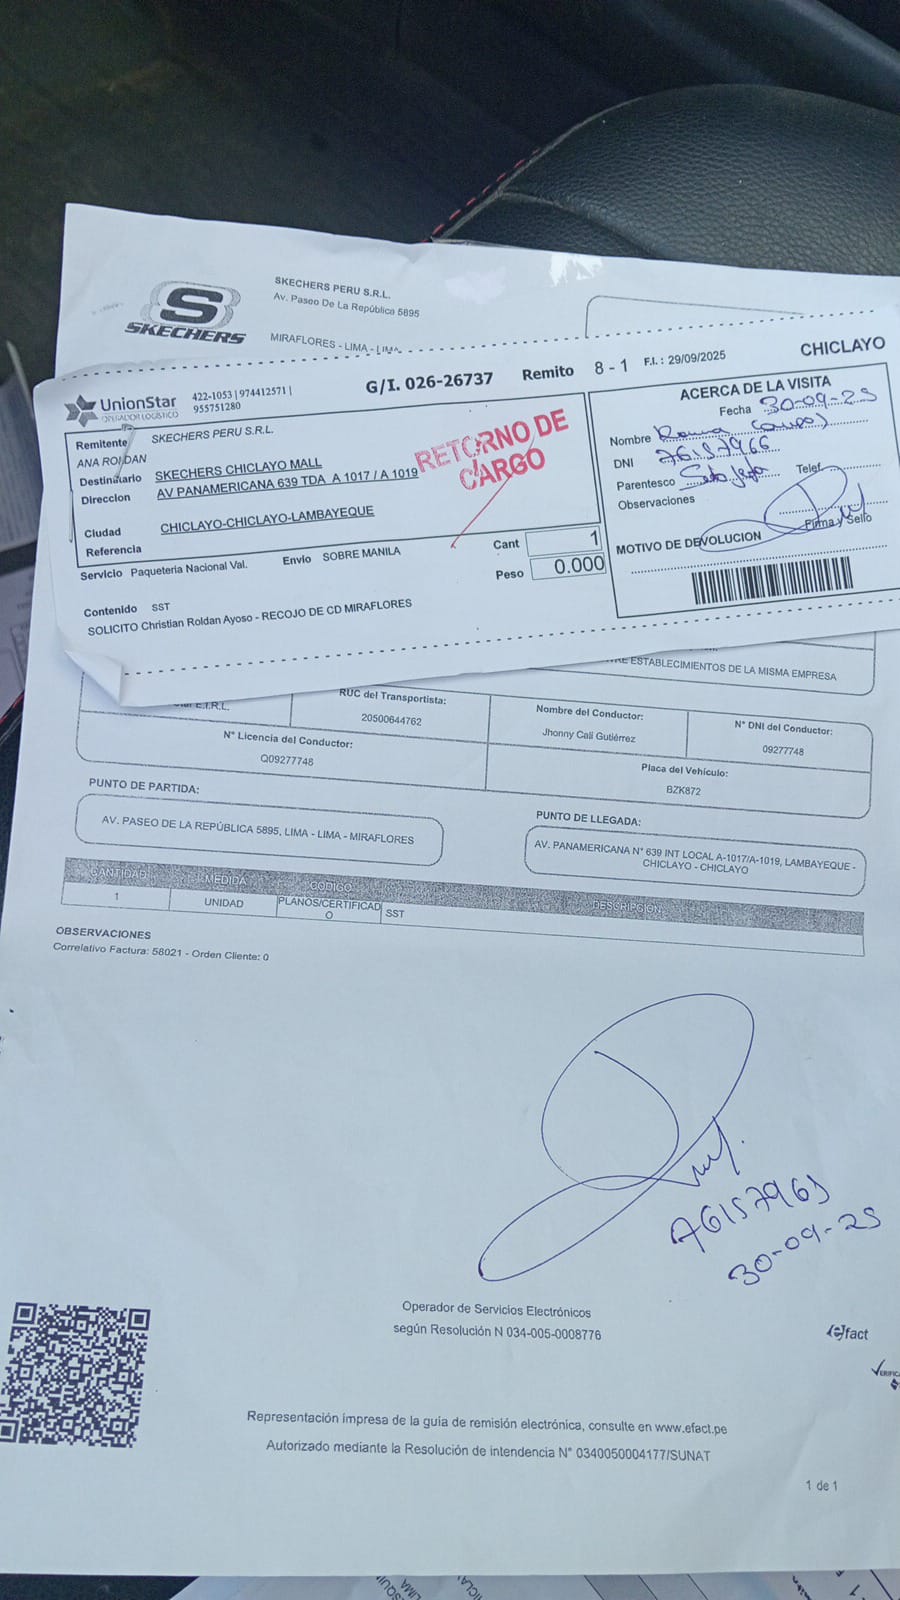 SKECHERS
SKECHERS PERU S.R.L.
Av. Paseo De La República 5895
MIRAFLORES - LIMA - LIMA
UnionStar
OPERADOR LOGÍSTICO
422-1053 | 974412571 |
955751280
G/I. 026-26737
Remito 8 - 1 F.I.: 29/09/2025
CHICLAYO
Remitente SKECHERS PERU S.R.L.
ANA ROLDAN
Destinatario SKECHERS CHICLAYO MALL
Direccion AV PANAMERICANA 639 TDA A 1017 / A 1019
Ciudad CHICLAYO-CHICLAYO-LAMBAYEQUE
Referencia
RETORNO DE
CARGO
Servicio Paqueteria Nacional Val. Envio SOBRE MANILA
Cant 1
Peso 0.000
Contenido SST
SOLICITO Christian Roldan Ayoso - RECOJO DE CD MIRAFLORES
ACERCA DE LA VISITA
Fecha 30-09-25
Nombre
DNI 76157966
Parentesco Telef
Observaciones
Firma y Sello
MOTIVO DE DEVOLUCION
ESTABLECIMIENTOS DE LA MISMA EMPRESA
E.I.R.L.
RUC del Transportista:
20500644762
Nombre del Conductor:
Jhonny Cali Gutiérrez
N° DNI del Conductor:
09277748
N° Licencia del Conductor:
Q09277748
Placa del Vehículo:
BZK872
PUNTO DE PARTIDA:
AV. PASEO DE LA REPÚBLICA 5895, LIMA - LIMA - MIRAFLORES
PUNTO DE LLEGADA:
AV. PANAMERICANA N° 639 INT LOCAL A-1017/A-1019, LAMBAYEQUE -
CHICLAYO - CHICLAYO
CANTIDAD MEDIDA CODIGO DESCRIPCION
1 UNIDAD PLANOS/CERTIFICAD
O SST
OBSERVACIONES
Correlativo Factura: 58021 - Orden Cliente: 0
7615796
30-09-25
Operador de Servicios Electrónicos
según Resolución N 034-005-0008776
efact
Representación impresa de la guia de remisión electrónica, consulte en www.efact.pe
Autorizado mediante la Resolución de intendencia N° 0340050004177/SUNAT
1 de 1